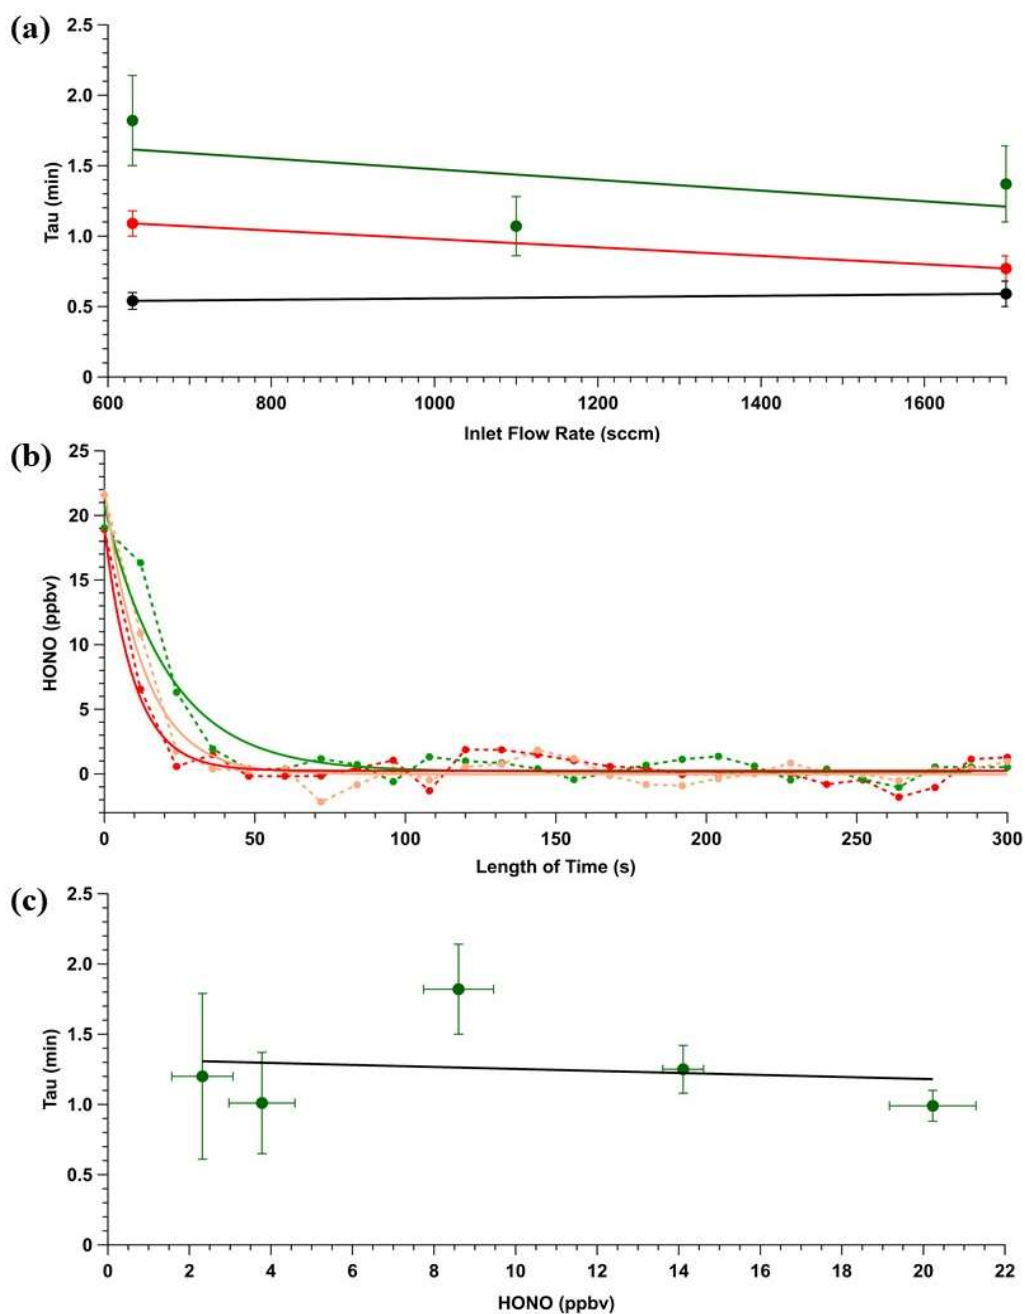 (a)
2.5
2.0
1.5
1.0
0.5
0
Tau (min)
600 800 1000 1200 1400 1600
Inlet Flow Rate (sccm)
(b)
25
20
15
10
5
0
HONO (ppbv)
0 50 100 150 200 250 300
Length of Time (s)
(c)
2.5
2.0
1.5
1.0
0.5
0
Tau (min)
0 2 4 6 8 10 12 14 16 18 20 22
HONO (ppbv)